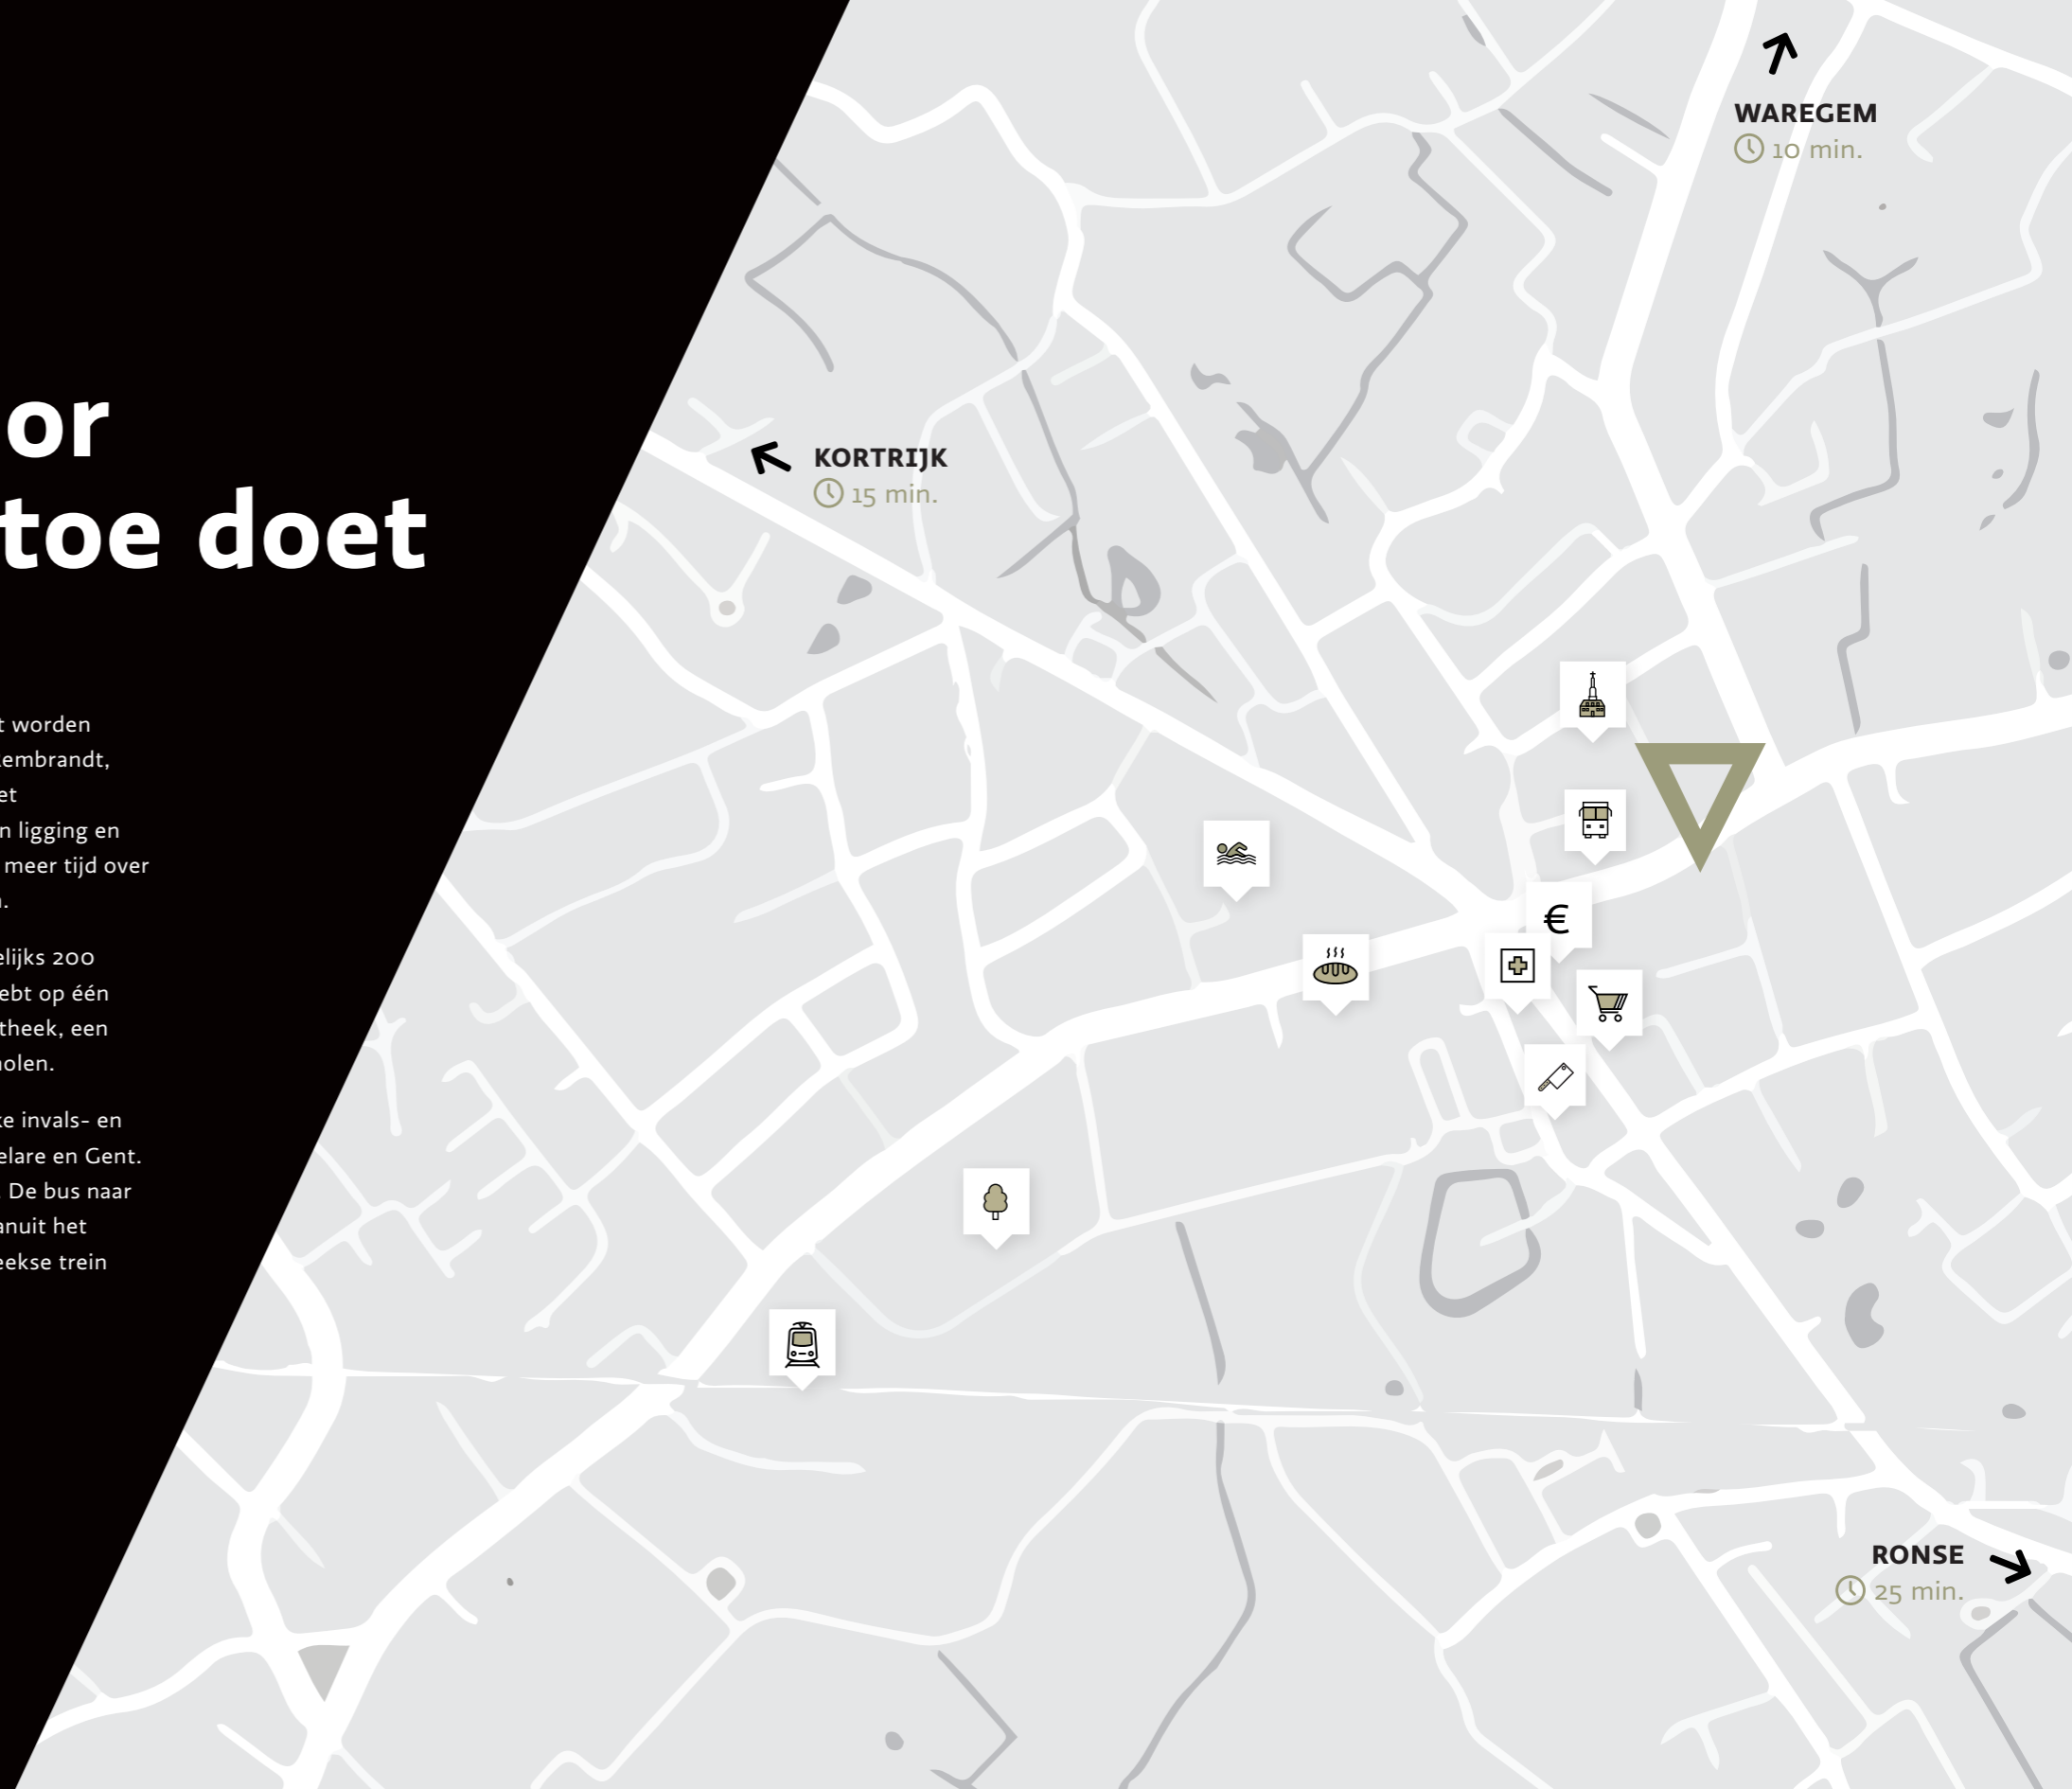 or
toe doet
t worden
embrandt,
et
n ligging en
meer tijd over
.
elijks 200
ebt op één
theek, een
olen.
ke invals- en
elare en Gent.
. De bus naar
anuit het
eekse trein
WAREGEM
10 min.
KORTRIJK
15 min.
€
RONSE
25 min.